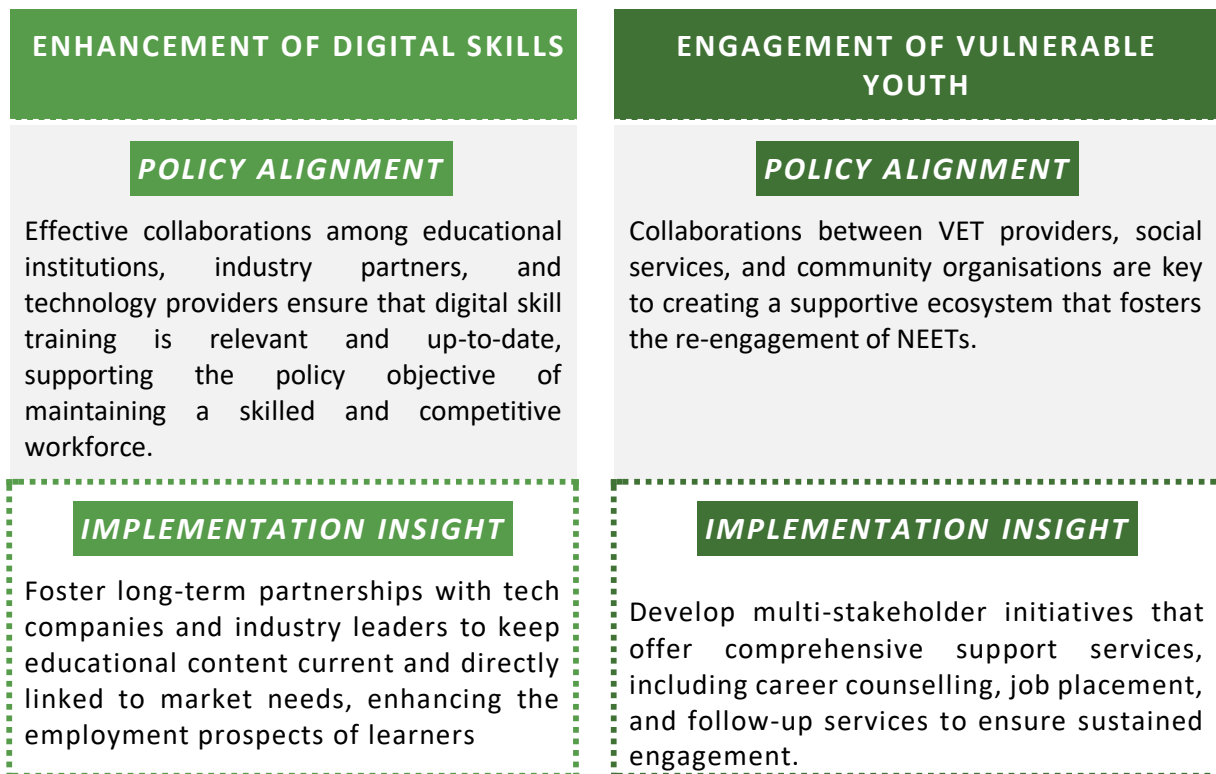 ENHANCEMENT OF DIGITAL SKILLS
POLICY ALIGNMENT
Effective collaborations among educational
institutions, industry partners, and
technology providers ensure that digital skill
training is relevant and up-to-date,
supporting the policy objective of
maintaining a skilled and competitive
workforce.
IMPLEMENTATION INSIGHT
Foster long-term partnerships with tech
companies and industry leaders to keep
educational content current and directly
linked to market needs, enhancing the
employment prospects of learners
ENGAGEMENT OF VULNERABLE
YOUTH
POLICY ALIGNMENT
Collaborations between VET providers, social
services, and community organisations are key
to creating a supportive ecosystem that fosters
the re-engagement of NEETs.
IMPLEMENTATION INSIGHT
Develop multi-stakeholder initiatives that
offer comprehensive support services,
including career counselling, job placement,
and follow-up services to ensure sustained
engagement.